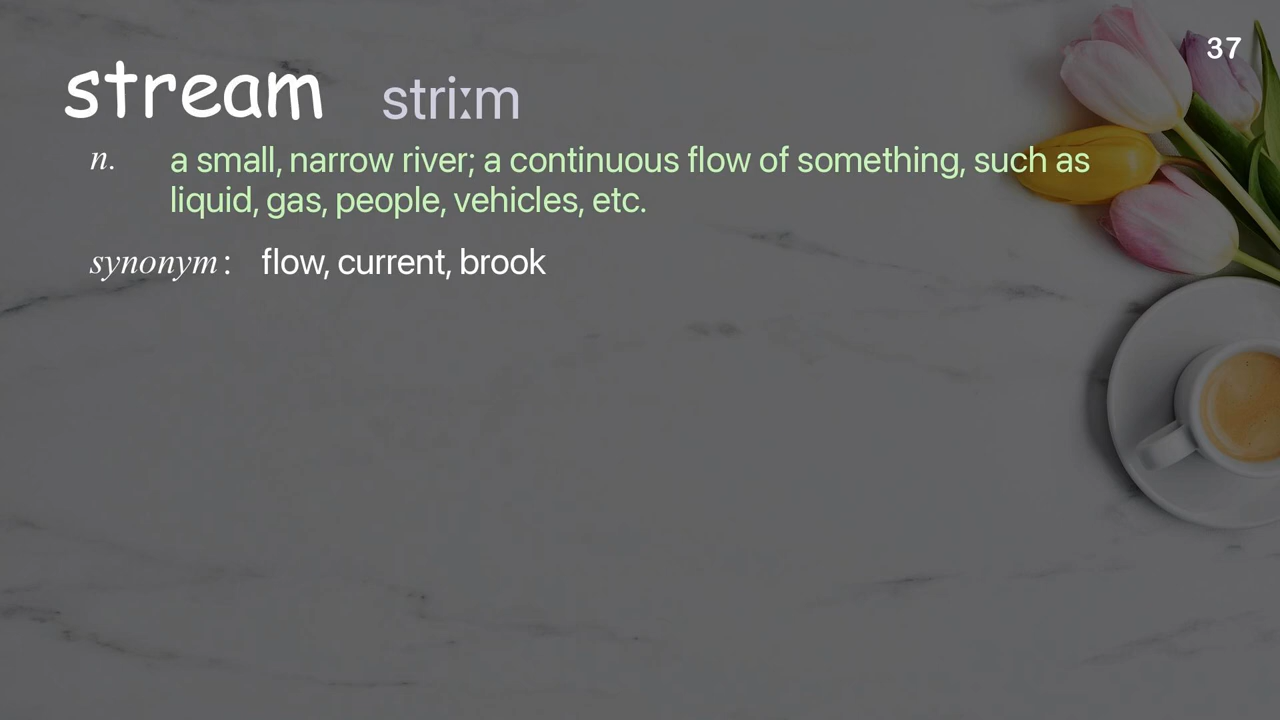 37
stream striːm
n. a small, narrow river; a continuous flow of something, such as
liquid, gas, people, vehicles, etc.
synonym : flow, current, brook